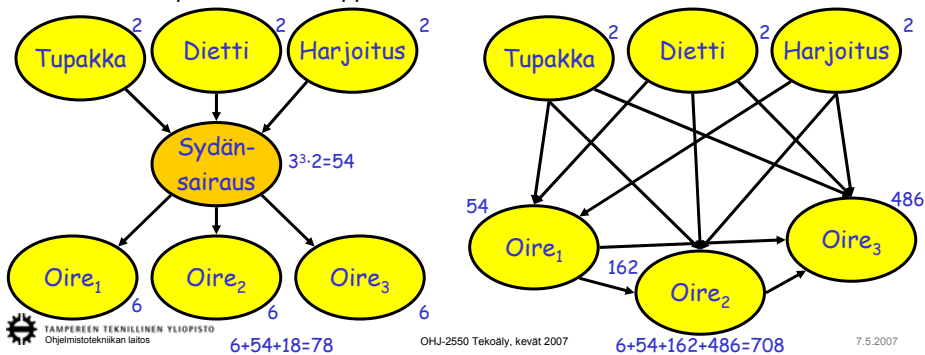 Tupakka 2
Dietti 2
Harjoitus 2
Sydän-
sairaus
3³·2=54
Oire₁ 6
Oire₂ 6
Oire₃ 6
6+54+18=78
Tupakka 2
Dietti 2
Harjoitus 2
54
Oire₁
162
Oire₂
486
Oire₃
6+54+162+486=708
TAMPEREEN TEKNILLINEN YLIOPISTO
Ohjelmistotekniikan laitos
OHJ-2550 Tekoäly, kevät 2007
7.5.2007